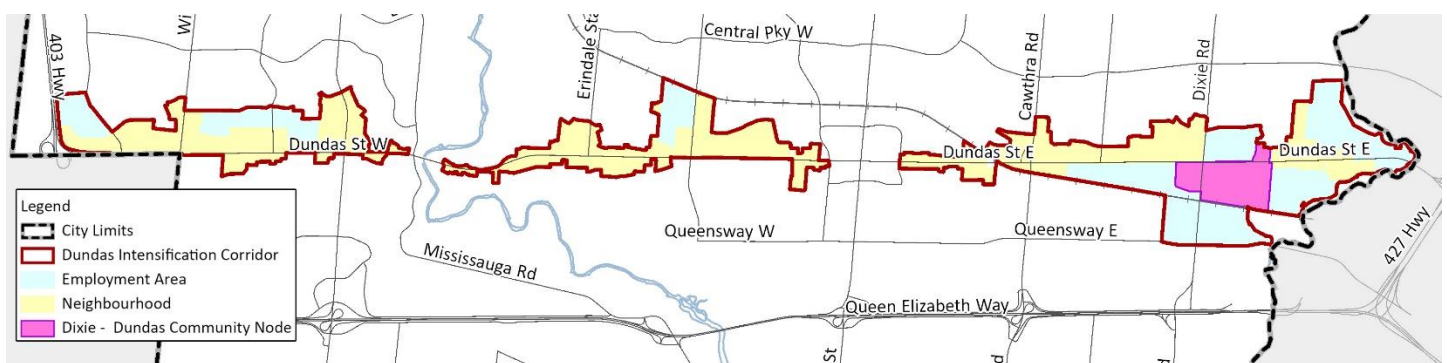 403 Hwy
Wi
Erindale Sta
Central Pky W
Cawthra Rd
Dixie Rd
Dundas St W
Dundas St E
Dundas St E
Queensway W
Queensway E
Mississauga Rd
Queen Elizabeth Way
427 Hwy
St
d
d
Legend
City Limits
Dundas Intensification Corridor
Employment Area
Neighbourhood
Dixie - Dundas Community Node